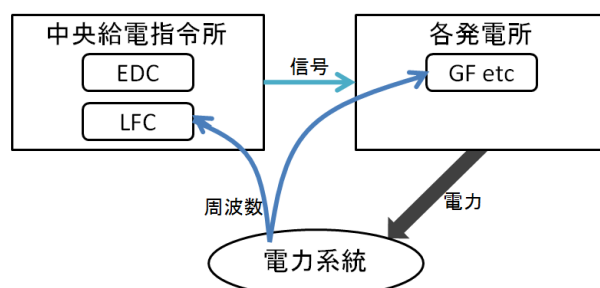 中央給電指令所
EDC
LFC
信号
各発電所
GF etc
周波数
電力
電力系統